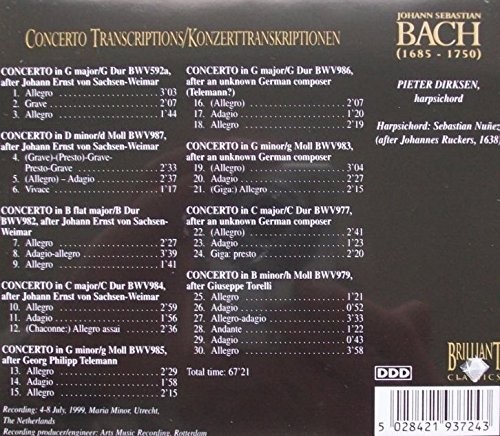 CONCERTO TRANSCRIPTIONS/KONZERTTRANSKRIPTIONEN
JOHANN SEBASTIAN
BACH
(1685 - 1750)
PIETER DIRKSEN,
harpsichord
Harpsichord: Sebastian Nuñez
(after Johannes Ruckers, 1638)
CONCERTO in G major/G Dur BWV592a,
after Johann Ernst von Sachsen-Weimar
1. Allegro 3'03
2. Grave 2'07
3. Allegro 1'44
CONCERTO in D minor/d Moll BWV987,
after Johann Ernst von Sachsen-Weimar
4. (Grave)-(Presto)-Grave-
Presto-Grave 2'33
5. (Allegro) – Adagio 2'37
6. Vivace 1'17
CONCERTO in B flat major/B Dur
BWV982, after Johann Ernst von Sachsen-
Weimar
7. Allegro 2'27
8. Adagio-allegro 3'39
9. Allegro 1'41
CONCERTO in C major/C Dur BWV984,
after Johann Ernst von Sachsen-Weimar
10. Allegro 2'59
11. Adagio 1'56
12. (Chaconne:) Allegro assai 2'36
CONCERTO in G minor/g Moll BWV985,
after Georg Philipp Telemann
13. Allegro 2'29
14. Adagio 1'58
15. Allegro 2'15
CONCERTO in G major/G Dur BWV986,
after an unknown German composer
(Telemann?)
16. (Allegro) 2'07
17. Adagio 1'20
18. Allegro 2'19
CONCERTO in G minor/g Moll BWV983,
after an unknown German composer
19. (Allegro) 3'04
20. Adagio 2'27
21. (Giga:) Allegro 2'15
CONCERTO in C major/C Dur BWV977,
after an unknown German composer
22. (Allegro) 2'41
23. Adagio 1'23
24. Giga: presto 2'20
CONCERTO in B minor/h Moll BWV979,
after Giuseppe Torelli
25. Allegro 1'21
26. Adagio 0'52
27. Allegro-adagio 3'33
28. Andante 1'22
29. Adagio 0'43
30. Allegro 3'58
Total time: 67'21
Recording: 4-8 July, 1999, Maria Minor, Utrecht,
The Netherlands
Recording producer/engineer: Arts Music Recording, Rotterdam
DDD
BRILLIANT
CLASSICS
5 028421 937243